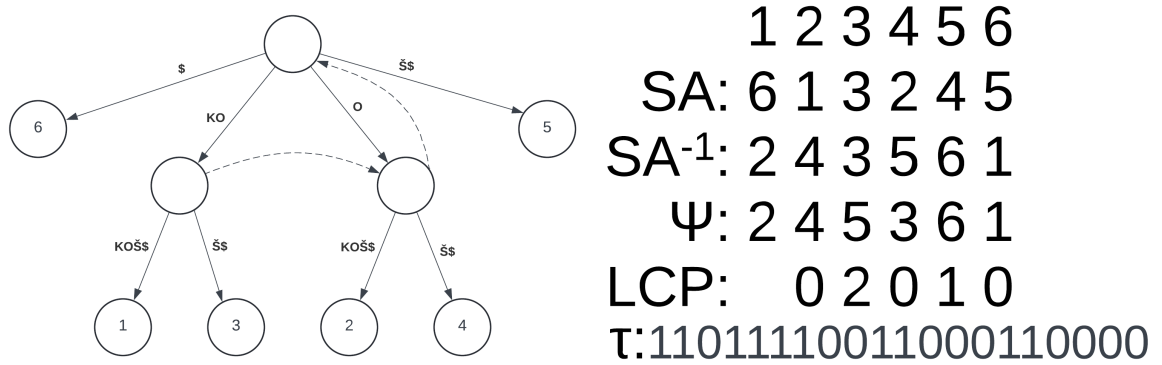 $
KO
O
Š$
6
5
KOŠ$
Š$
KOŠ$
Š$
1
3
2
4
1 2 3 4 5 6
SA: 6 1 3 2 4 5
SA⁻¹: 2 4 3 5 6 1
Ψ: 2 4 5 3 6 1
LCP: 0 2 0 1 0
τ:11011110011000110000